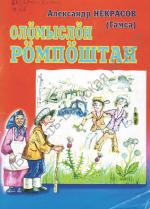 Александр НЕКРАСОВ
(Гамса)
ОЛӦМЫСЛӦН
РӦМПӦШТАН